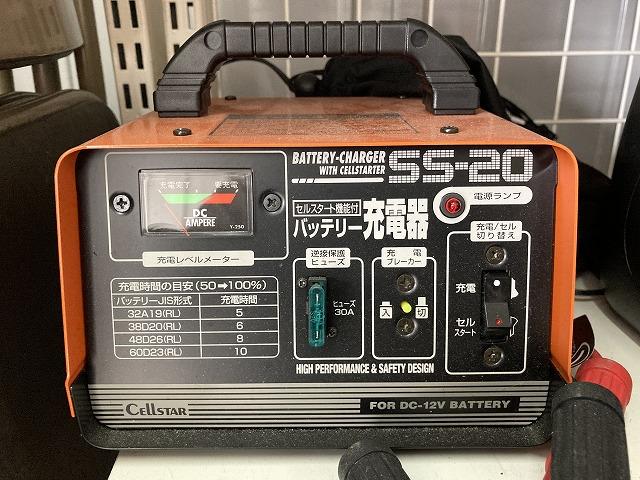 BATTERY-CHARGER
WITH CELLSTARTER
SS-20
充電完了 要充電
DC
AMPERE
Y-250
充電レベルメーター
セルスタート機能付
バッテリー充電器
電源ランプ
充電時間の目安(50→100%)
バッテリーJIS形式 充電時間
32A19(RL) 5
38D20(RL) 6
48D26(RL) 8
60D23(RL) 10
逆接保護
ヒューズ
ヒューズ
30A
充電
ブレーカー
入 切
充電/セル
切り替え
充電
セル
スタート
HIGH PERFORMANCE & SAFETY DESIGN
CELLSTAR
FOR DC-12V BATTERY